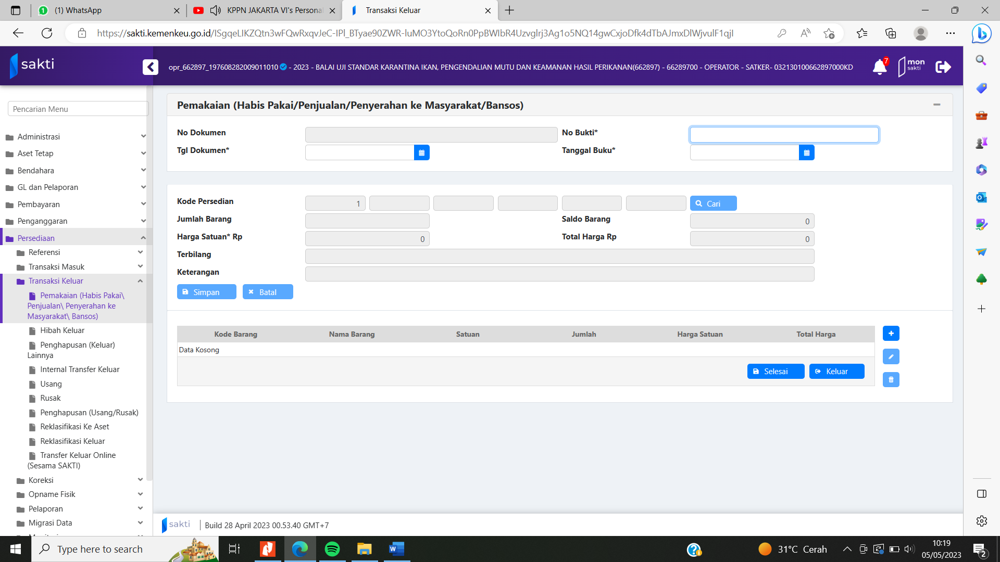 (1) WhatsApp
KPPN JAKARTA VI's Persona
Transaksi Keluar
https://sakti.kemenkeu.go.id/
sakti
opr_662897_197608282009011010 - 2023 - BALAI UJI STANDAR KARANTINA IKAN, PENGENDALIAN MUTU DAN KEAMANAN HASIL PERIKANAN(662897) - 66289700 - OPERATOR - SATKER- 032130100662897000KD
7
mon
sakti
Pencarian Menu
Administrasi
Aset Tetap
Bendahara
GL dan Pelaporan
Pembayaran
Penganggaran
Persediaan
Referensi
Transaksi Masuk
Transaksi Keluar
Pemakaian (Habis Pakai\
Penjualan\ Penyerahan ke
Masyarakat\ Bansos)
Hibah Keluar
Penghapusan (Keluar)
Lainnya
Internal Transfer Keluar
Usang
Rusak
Penghapusan (Usang/Rusak)
Reklasifikasi Ke Aset
Reklasifikasi Keluar
Transfer Keluar Online
(Sesama SAKTI)
Koreksi
Opname Fisik
Pelaporan
Migrasi Data
Pemakaian (Habis Pakai/Penjualan/Penyerahan ke Masyarakat/Bansos)
No Dokumen
No Bukti*
Tgl Dokumen*
Tanggal Buku*
Kode Persedian
1
Cari
Jumlah Barang
Saldo Barang
0
Harga Satuan* Rp
0
Total Harga Rp
0
Terbilang
Keterangan
Simpan
Batal
Kode Barang Nama Barang Satuan Jumlah Harga Satuan Total Harga
Data Kosong
Selesai
Keluar
sakti
Build 28 April 2023 00.53.40 GMT+7
Type here to search
31°C Cerah
10:19
05/05/2023
2